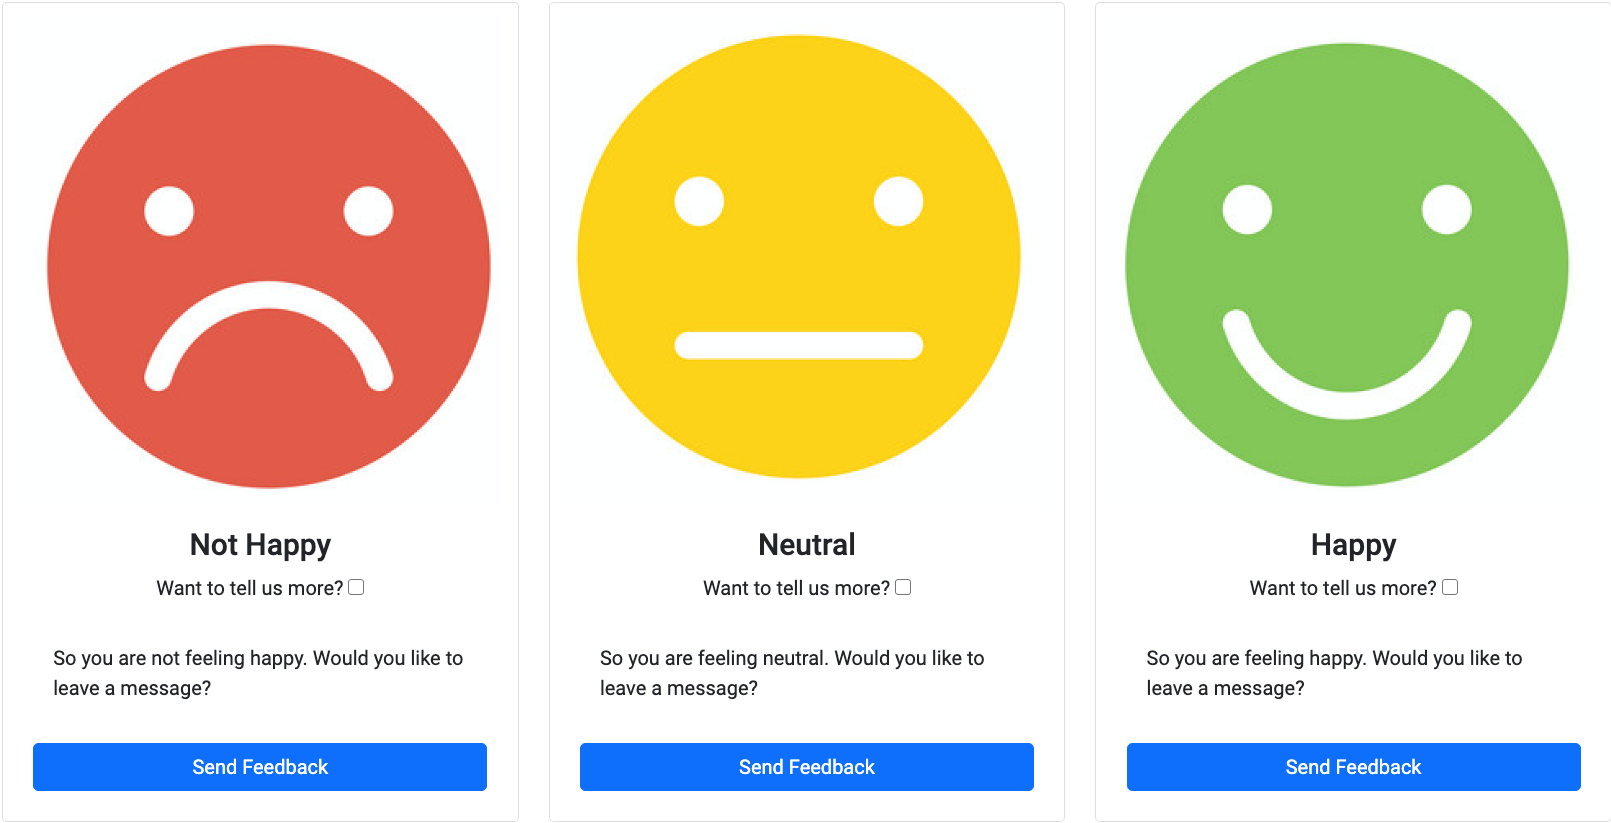 Not Happy
Want to tell us more?
So you are not feeling happy. Would you like to
leave a message?
Send Feedback
Neutral
Want to tell us more?
So you are feeling neutral. Would you like to
leave a message?
Send Feedback
Happy
Want to tell us more?
So you are feeling happy. Would you like to
leave a message?
Send Feedback